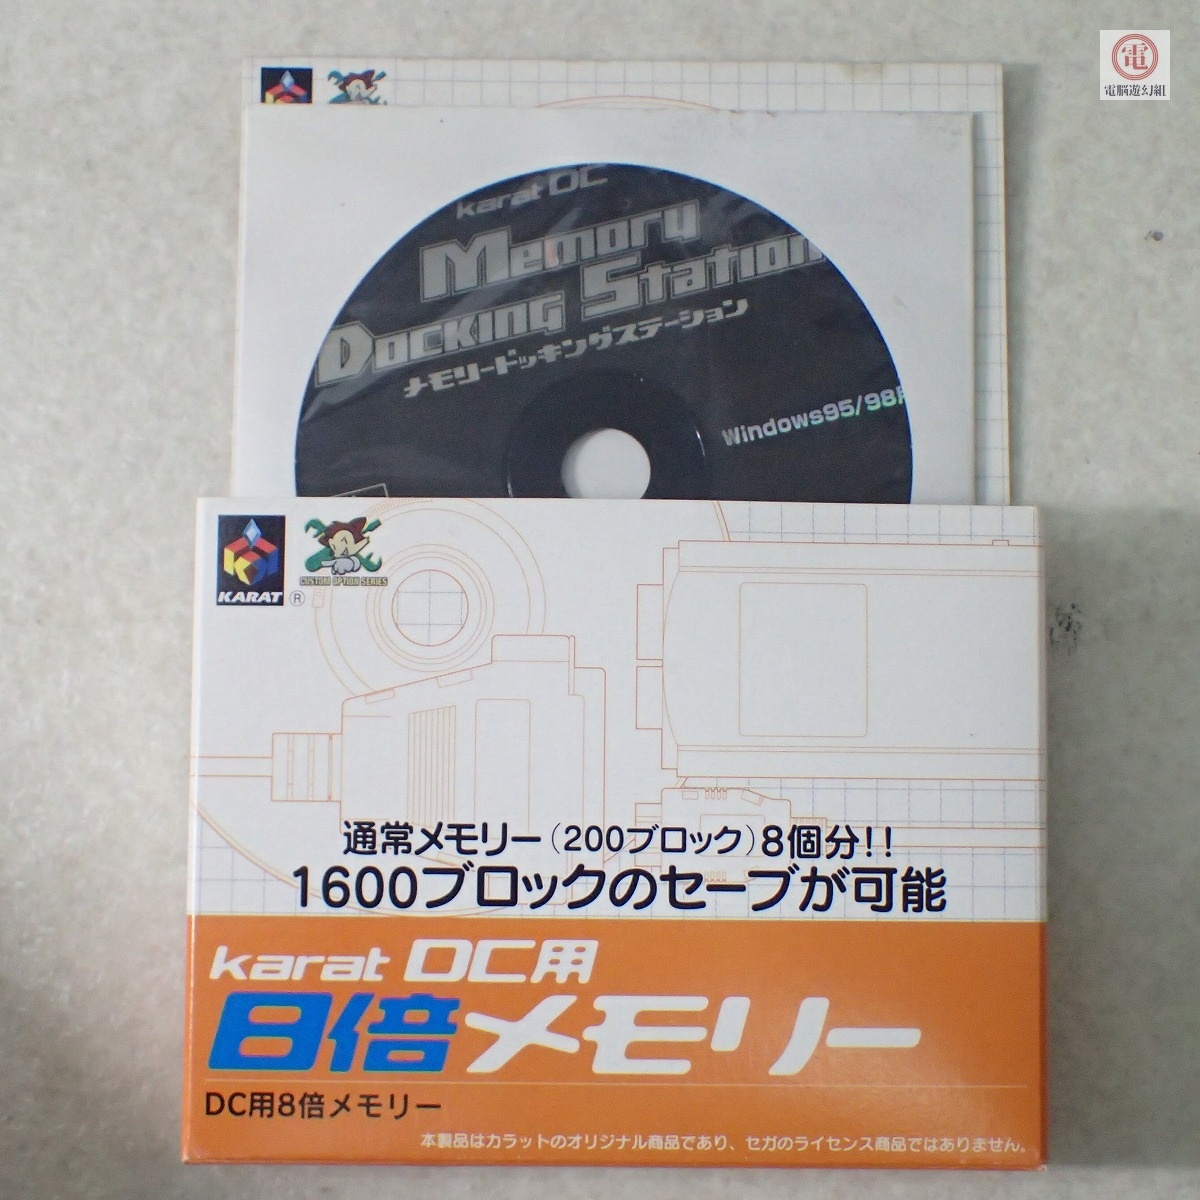 電
電脳遊幻組
karat DC
Memory
Docking Station
メモリードッキングステーション
Windows95/98
KARAT
®
CUSTOM OPTION SERIES
通常メモリー(200ブロック)8個分!!
1600ブロックのセーブが可能
karat DC用
8倍メモリー
DC用8倍メモリー
本製品はカラットのオリジナル商品であり、セガのライセンス商品ではありません。